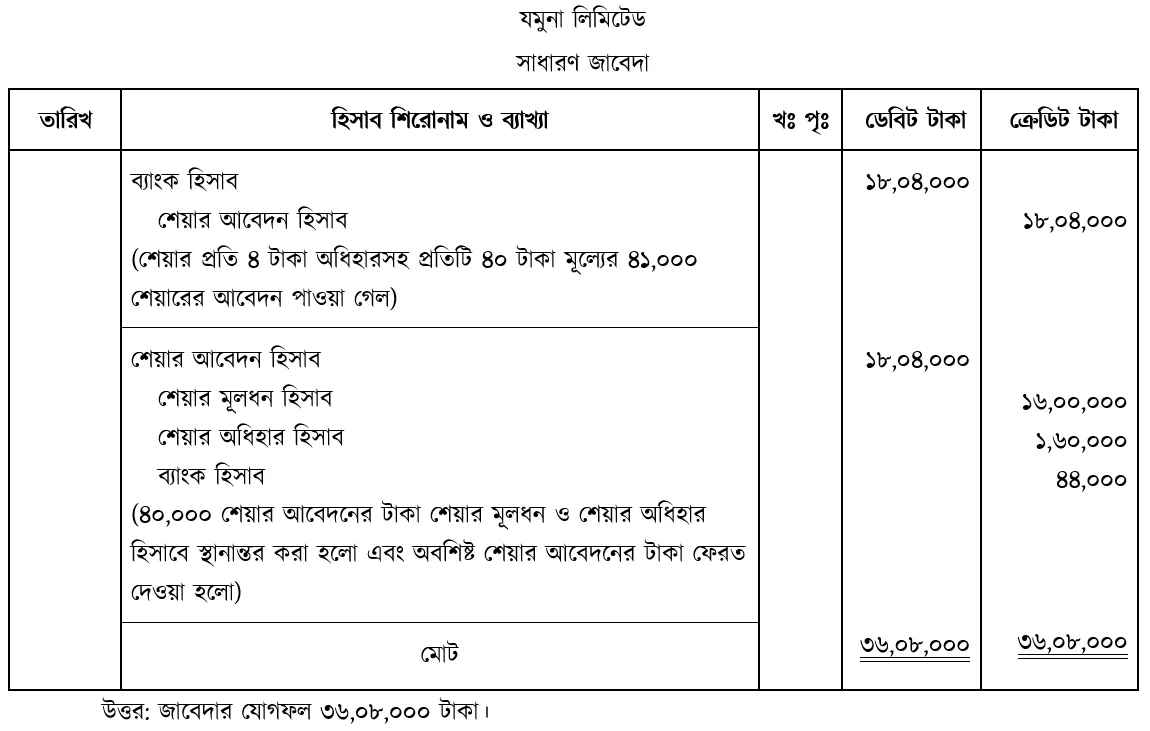 যমুনা লিমিটেড
সাধারণ জাবেদা
তারিখ হিসাব শিরোনাম ও ব্যাখ্যা খঃ পৃঃ ডেবিট টাকা ক্রেডিট টাকা
ব্যাংক হিসাব ১৮,০৪,০০০
শেয়ার আবেদন হিসাব ১৮,০৪,০০০
(শেয়ার প্রতি ৪ টাকা অধিহারসহ প্রতিটি ৪০ টাকা মূল্যের ৪১,০০০
শেয়ারের আবেদন পাওয়া গেল)
শেয়ার আবেদন হিসাব ১৮,০৪,০০০
শেয়ার মূলধন হিসাব ১৬,০০,০০০
শেয়ার অধিহার হিসাব ১,৬০,০০০
ব্যাংক হিসাব ৪৪,০০০
(৪০,০০০ শেয়ার আবেদনের টাকা শেয়ার মূলধন ও শেয়ার অধিহার
হিসাবে স্থানান্তর করা হলো এবং অবশিষ্ট শেয়ার আবেদনের টাকা ফেরত
দেওয়া হলো)
মোট ৩৬,০৮,০০০ ৩৬,০৮,০০০
উত্তর: জাবেদার যোগফল ৩৬,০৮,০০০ টাকা।